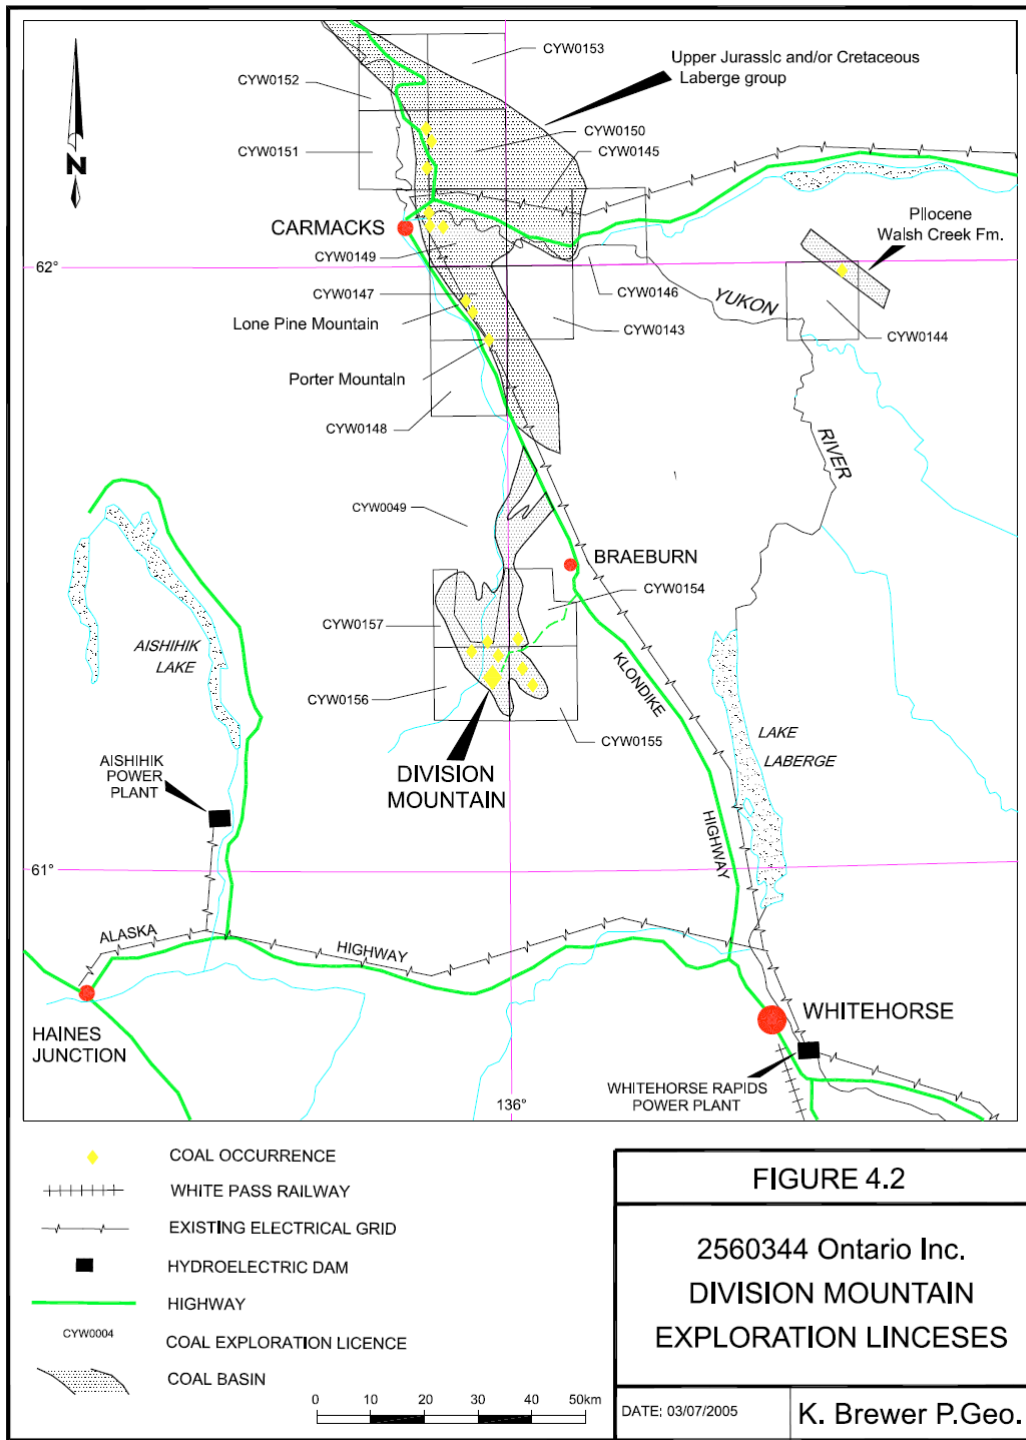 CYW0153
Upper Jurassic and/or Cretaceous
Laberge group
CYW0152
CYW0151
CYW0150
CYW0145
N
CARMACKS
Pliocene
Walsh Creek Fm.
62°
CYW0149
CYW0146
YUKON
CYW0147
Lone Pine Mountain
CYW0143
CYW0144
Porter Mountain
CYW0148
RIVER
CYW0049
BRAEBURN
CYW0154
CYW0157
AISHIHIK
LAKE
KLONDIKE
CYW0156
CYW0155
LAKE
LABERGE
AISHIHIK
POWER
PLANT
DIVISION
MOUNTAIN
HIGHWAY
61°
ALASKA
HIGHWAY
WHITEHORSE
HAINES
JUNCTION
WHITEHORSE RAPIDS
POWER PLANT
136°
COAL OCCURRENCE
WHITE PASS RAILWAY
EXISTING ELECTRICAL GRID
HYDROELECTRIC DAM
HIGHWAY
CYW0004
COAL EXPLORATION LICENCE
COAL BASIN
0 10 20 30 40 50km
FIGURE 4.2
2560344 Ontario Inc.
DIVISION MOUNTAIN
EXPLORATION LINCESES
DATE; 03/07/2005
K. Brewer P.Geo.